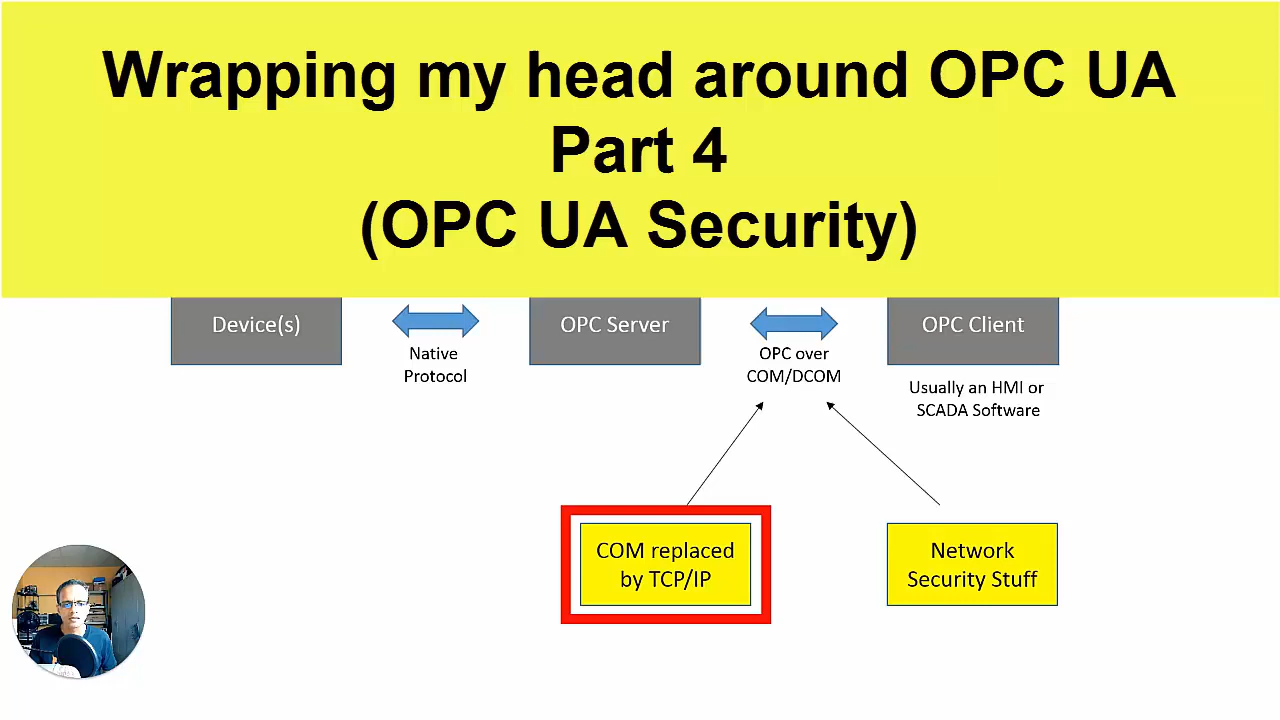 Wrapping my head around OPC UA
Part 4
(OPC UA Security)
Device(s)
OPC Server
OPC Client
Native
Protocol
OPC over
COM/DCOM
Usually an HMI or
SCADA Software
COM replaced
by TCP/IP
Network
Security Stuff